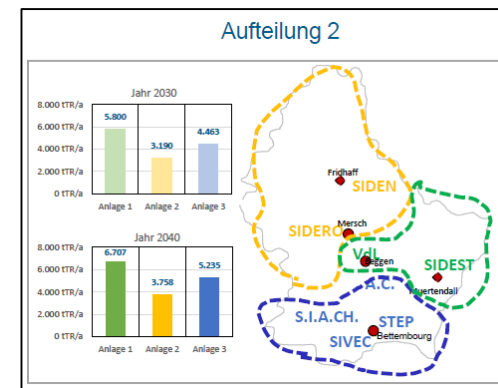 Aufteilung 2
Jahr 2030
8.000 tTR/a
6.000 tTR/a
4.000 tTR/a
2.000 tTR/a
0 tTR/a
5.800
3.190
4.463
Anlage 1
Anlage 2
Anlage 3
Jahr 2040
8.000 tTR/a
6.000 tTR/a
4.000 tTR/a
2.000 tTR/a
0 tTR/a
6.707
3.758
5.235
Anlage 1
Anlage 2
Anlage 3
Fridhaff
SIDEN
Mersch
SIDERO
VdL
Beggen
SIDEST
A.C.
S.I.A.CH.
STEP
SIVEC
Bettembourg